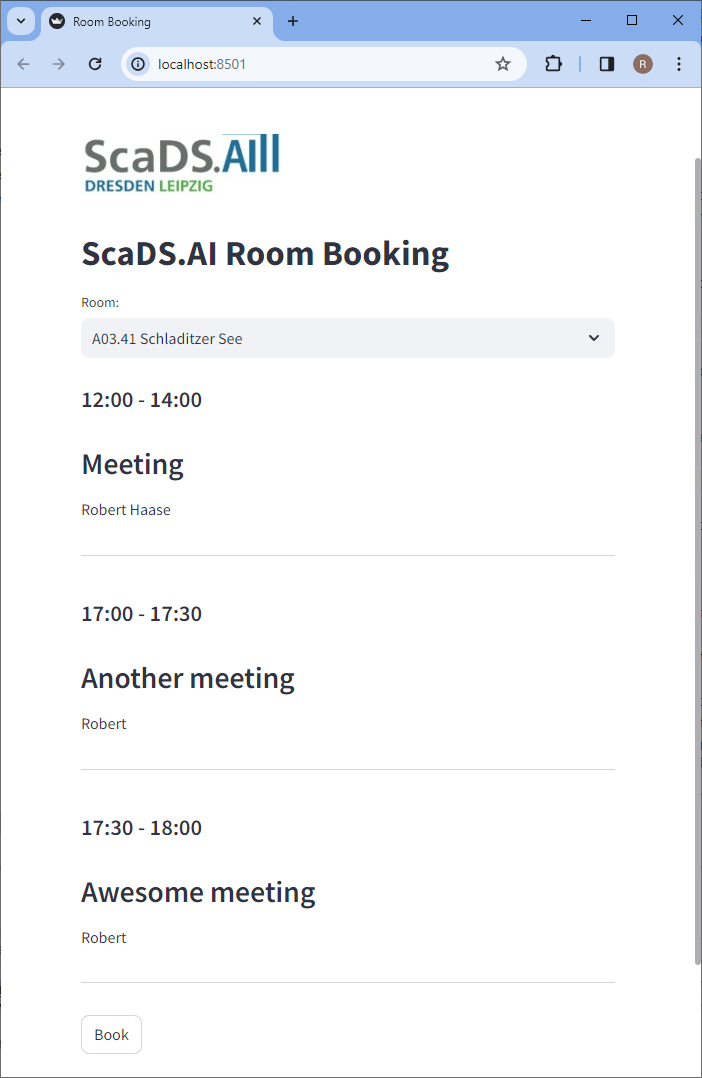 Room Booking
localhost:8501
R
ScaDS.AI
DRESDEN LEIPZIG
ScaDS.AI Room Booking
Room:
A03.41 Schladitzer See
12:00 - 14:00
Meeting
Robert Haase
17:00 - 17:30
Another meeting
Robert
17:30 - 18:00
Awesome meeting
Robert
Book